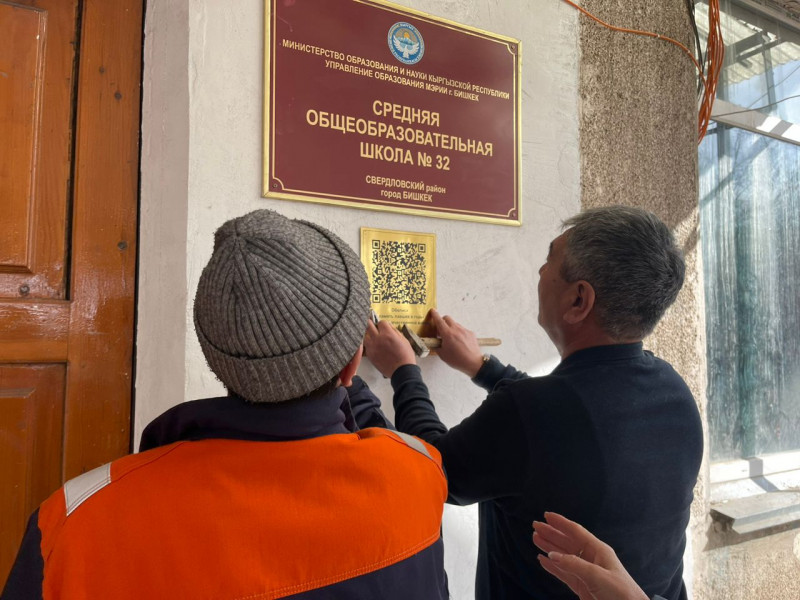 МИНИСТЕРСТВО ОБРАЗОВАНИЯ И НАУКИ КЫРГЫЗСКОЙ РЕСПУБЛИКИ
УПРАВЛЕНИЕ ОБРАЗОВАНИЯ МЭРИИ г. БИШКЕК
СРЕДНЯЯ
ОБЩЕОБРАЗОВАТЕЛЬНАЯ
ШКОЛА № 32
СВЕРДЛОВСКИЙ район
город БИШКЕК